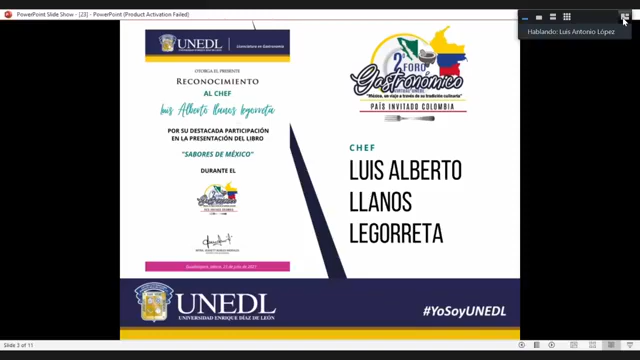 PowerPoint Slide Show - [23] - PowerPoint (Product Activation Failed)
Hablando: Luis Antonio López
UNEDL
Licenciatura en Gastronomía
OTORGA EL PRESENTE
RECONOCIMIENTO
AL CHEF
Luis Alberto Llanos Legorreta
POR SU DESTACADA PARTICIPACIÓN
EN LA PRESENTACIÓN DEL LIBRO
"SABORES DE MÉXICO"
DURANTE EL
2º FORO
Gastronómico
"México, un viaje a través de su tradición culinaria"
PAÍS INVITADO COLOMBIA
CHEF
LUIS ALBERTO
LLANOS
LEGORRETA
UNEDL
UNIVERSIDAD ENRIQUE DÍAZ DE LEÓN
#YoSoyUNEDL
Slide 3 of 11